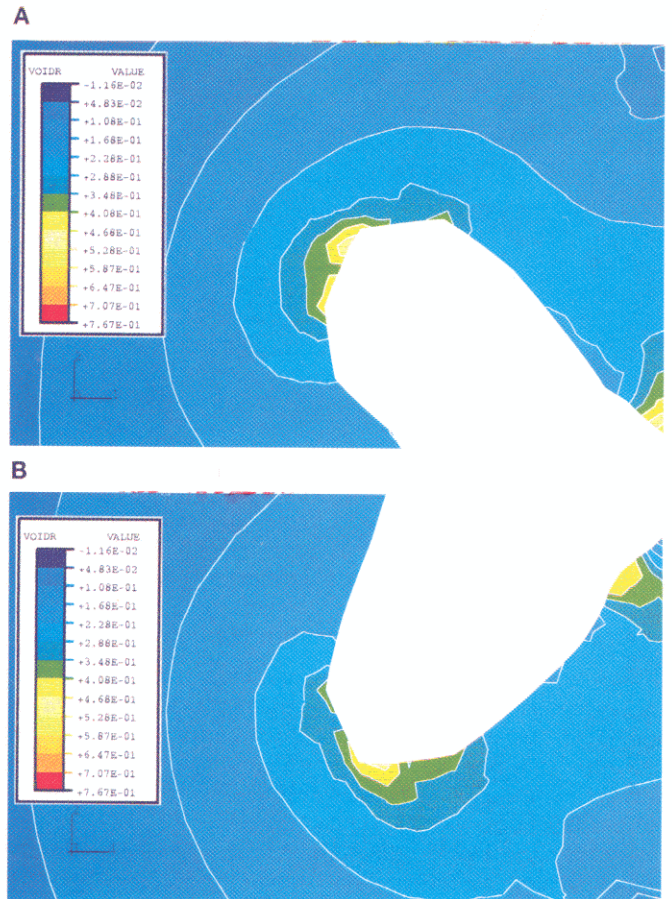 A
VOIDR VALUE
-1.16E-02
+4.83E-02
+1.08E-01
+1.68E-01
+2.28E-01
+2.88E-01
+3.48E-01
+4.08E-01
+4.68E-01
+5.28E-01
+5.87E-01
+6.47E-01
+7.07E-01
+7.67E-01
B
VOIDR VALUE
-1.16E-02
+4.83E-02
+1.08E-01
+1.68E-01
+2.28E-01
+2.88E-01
+3.48E-01
+4.08E-01
+4.68E-01
+5.28E-01
+5.87E-01
+6.47E-01
+7.07E-01
+7.67E-01